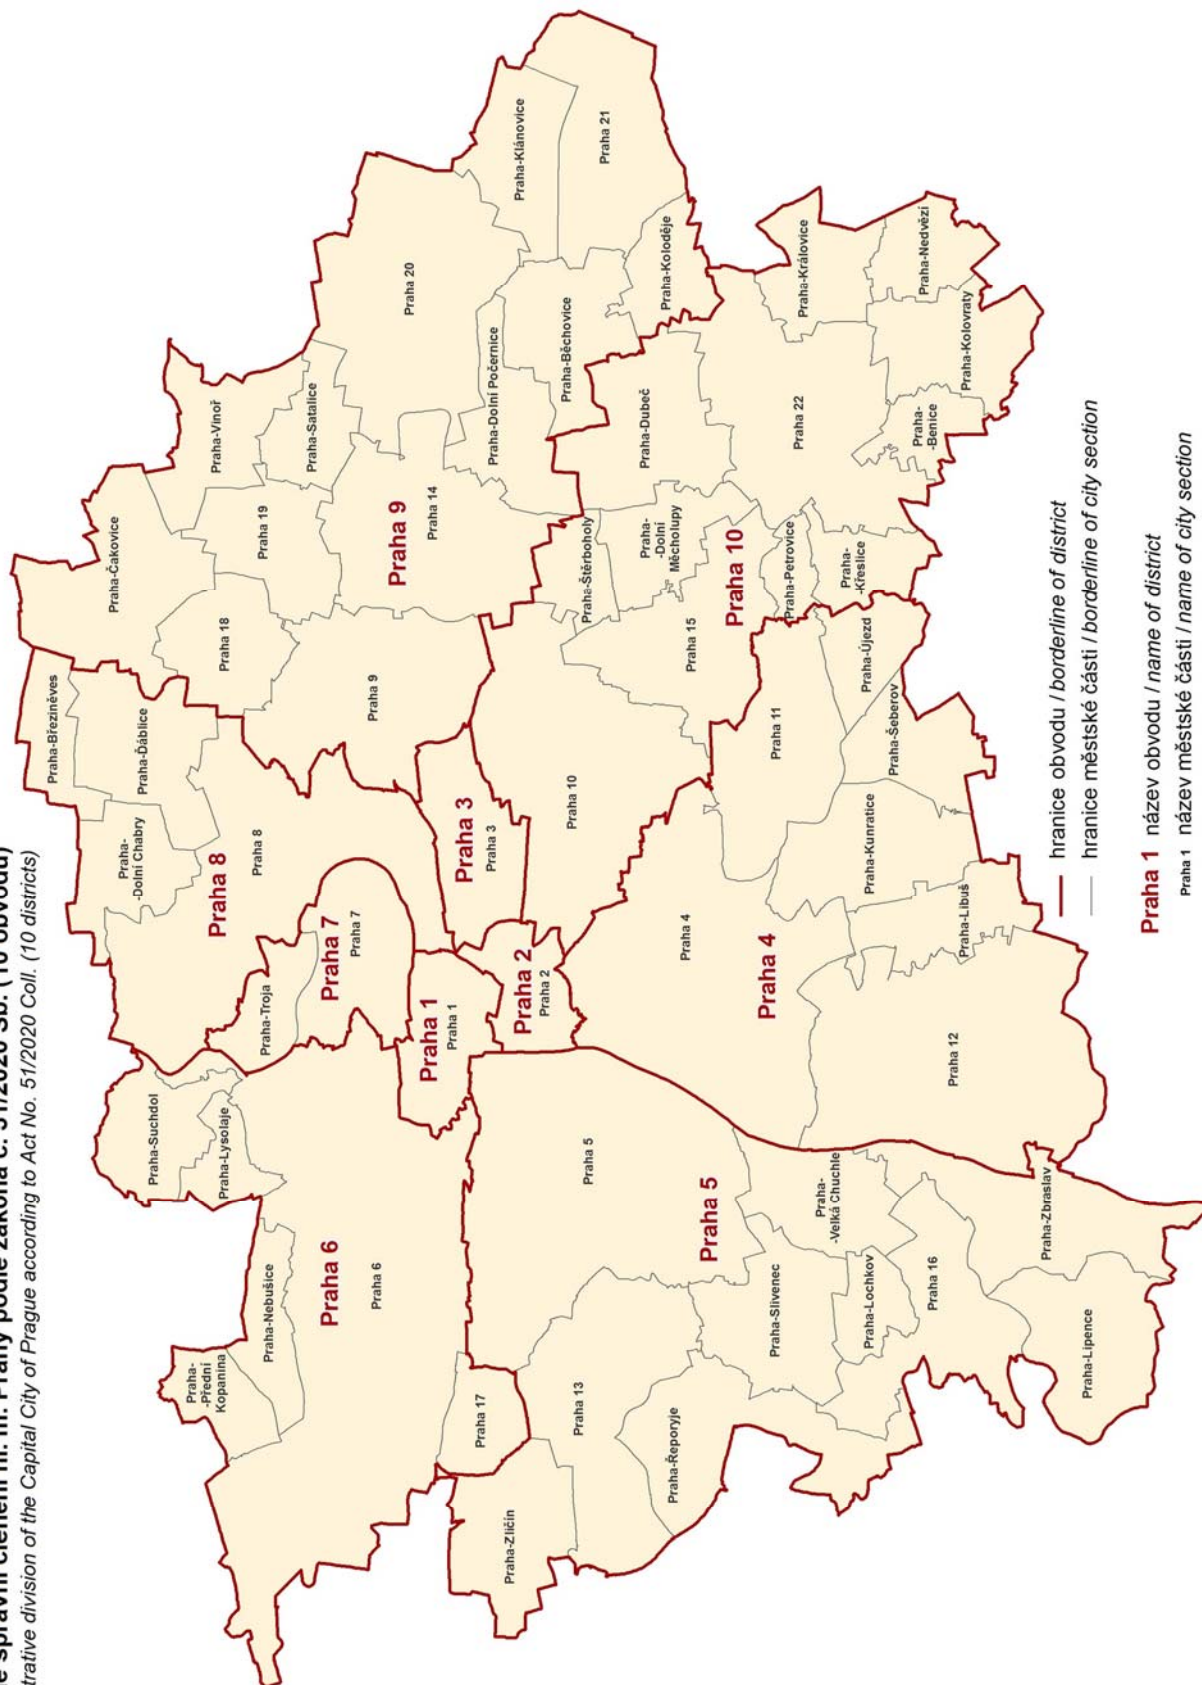 é správní členění hl. m. Prahy podle zákona č. 51/2020 Sb. (10 obvodů)
trative division of the Capital City of Prague according to Act No. 51/2020 Coll. (10 districts)
Praha-Březiněves
Praha-Čakovice
Praha-
-Dolní Chabry
Praha-Ďáblice
Praha-Suchdol
Praha-Lysolaje
Praha-
-Přední
Kopanina
Praha-Nebušice
Praha 8
Praha 8
Praha 18
Praha 19
Praha-Vinoř
Praha-Troja
Praha-Satalice
Praha 6
Praha 6
Praha 7
Praha 7
Praha 9
Praha 9
Praha 14
Praha 20
Praha 1
Praha 1
Praha 3
Praha 3
Praha-Dolní Počernice
Praha-Klánovice
Praha 17
Praha-Zličín
Praha 2
Praha 2
Praha-Běchovice
Praha 21
Praha 13
Praha 5
Praha 5
Praha 10
Praha 10
Praha-Štěrboholy
Praha-Dubeč
Praha-Koloděje
Praha-
-Dolní
Měcholupy
Praha 15
Praha-Řeporyje
Praha 4
Praha 4
Praha-Slivenec
Praha 11
Praha-Petrovice
Praha 22
Praha-Královice
Praha-
-Velká Chuchle
Praha-
-Křeslice
Praha-Lochkov
Praha-Kunratice
Praha-Újezd
Praha-Šeberov
Praha-
-Benice
Praha-Nedvězí
Praha-Kolovraty
Praha 16
Praha 12
Praha-Libuš
Praha-Zbraslav
Praha-Lipence
hranice obvodu / borderline of district
hranice městské části / borderline of city section
Praha 1 název obvodu / name of district
Praha 1 název městské části / name of city section